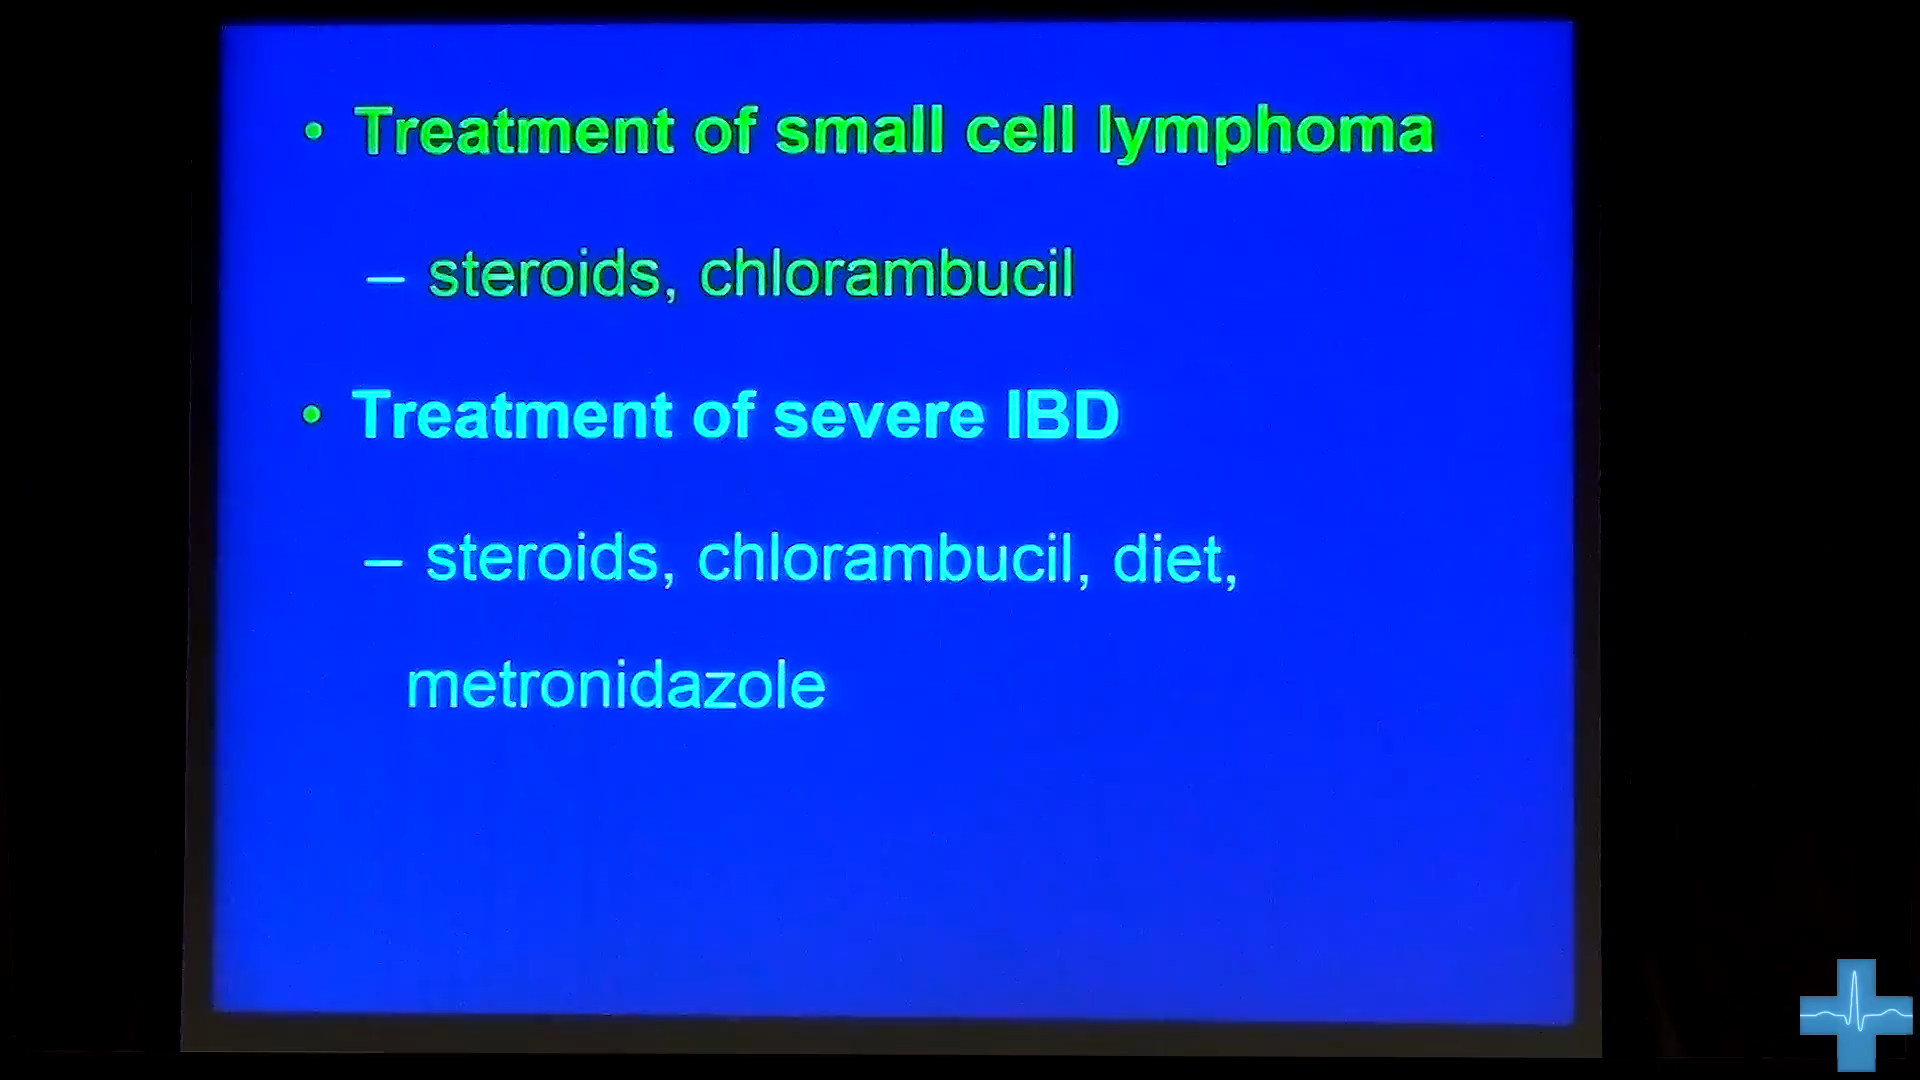 • Treatment of small cell lymphoma
– steroids, chlorambucil
• Treatment of severe IBD
– steroids, chlorambucil, diet,
metronidazole